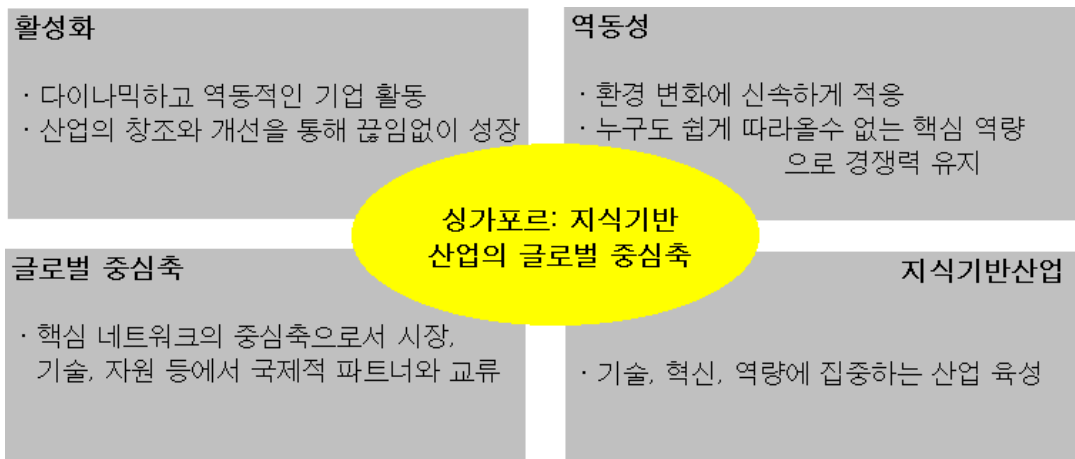 활성화
· 다이나믹하고 역동적인 기업 활동
· 산업의 창조와 개선을 통해 끊임없이 성장
역동성
· 환경 변화에 신속하게 적응
· 누구도 쉽게 따라올수 없는 핵심 역량
으로 경쟁력 유지
싱가포르: 지식기반
산업의 글로벌 중심축
글로벌 중심축
· 핵심 네트워크의 중심축으로서 시장,
기술, 자원 등에서 국제적 파트너와 교류
지식기반산업
· 기술, 혁신, 역량에 집중하는 산업 육성